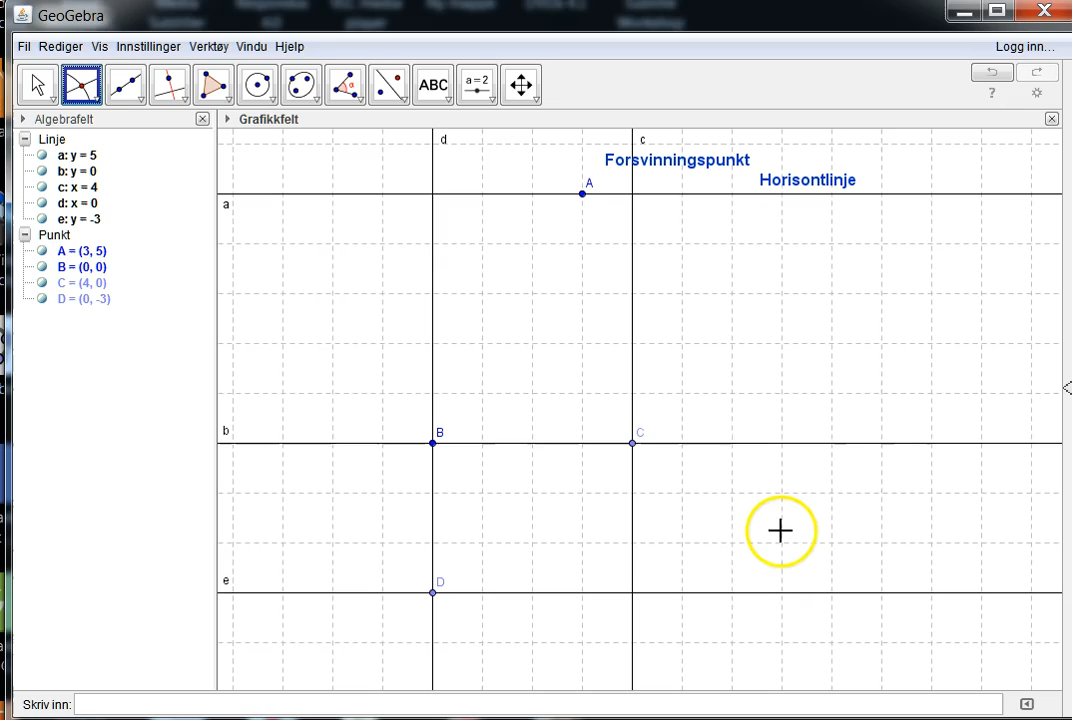 GeoGebra
Fil Rediger Vis Innstillinger Verktøy Vindu Hjelp Logg inn...
ABC a=2
? 
Algebrafelt
Grafikkfelt
Linje
a: y = 5
b: y = 0
c: x = 4
d: x = 0
e: y = -3
Punkt
A = (3, 5)
B = (0, 0)
C = (4, 0)
D = (0, -3)
d c
Forsvinningspunkt
Horisontlinje
A
a
b B C
e D
Skriv inn: